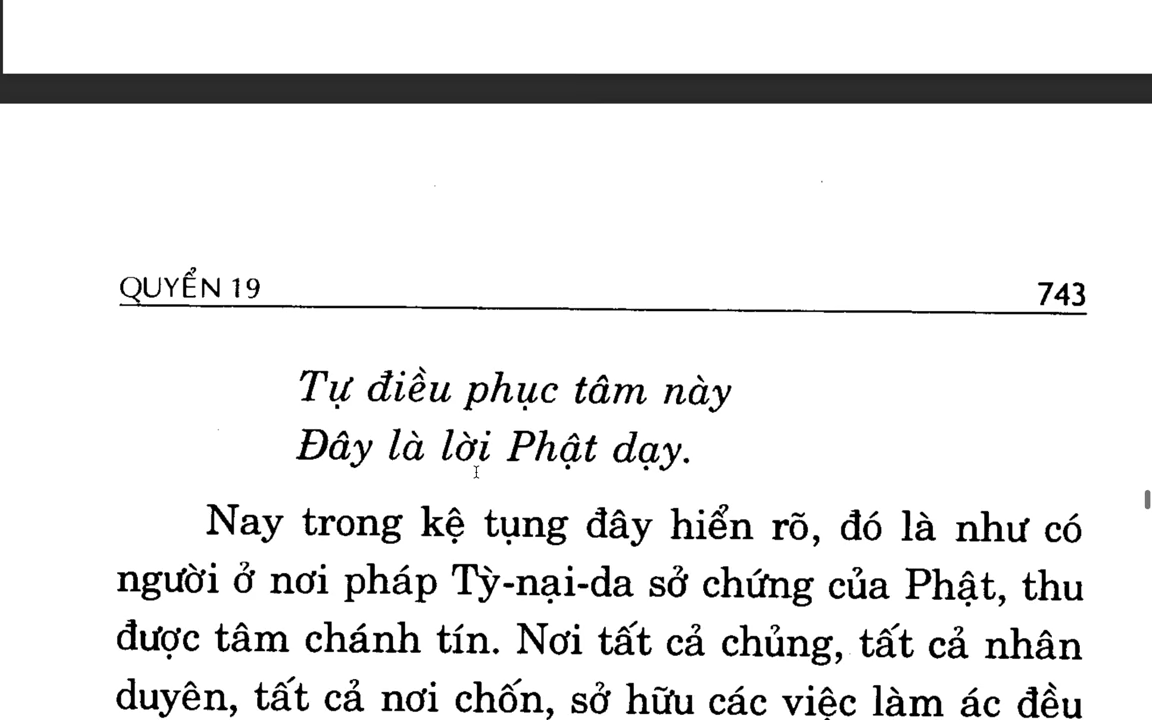 QUYỂN 19
743
Tự điều phục tâm này
Đây là lời Phật dạy.
Nay trong kệ tụng đây hiển rõ, đó là như có
người ở nơi pháp Tỳ-nại-da sở chứng của Phật, thu
được tâm chánh tín. Nơi tất cả chủng, tất cả nhân
duyên, tất cả nơi chốn, sở hữu các việc làm ác đều